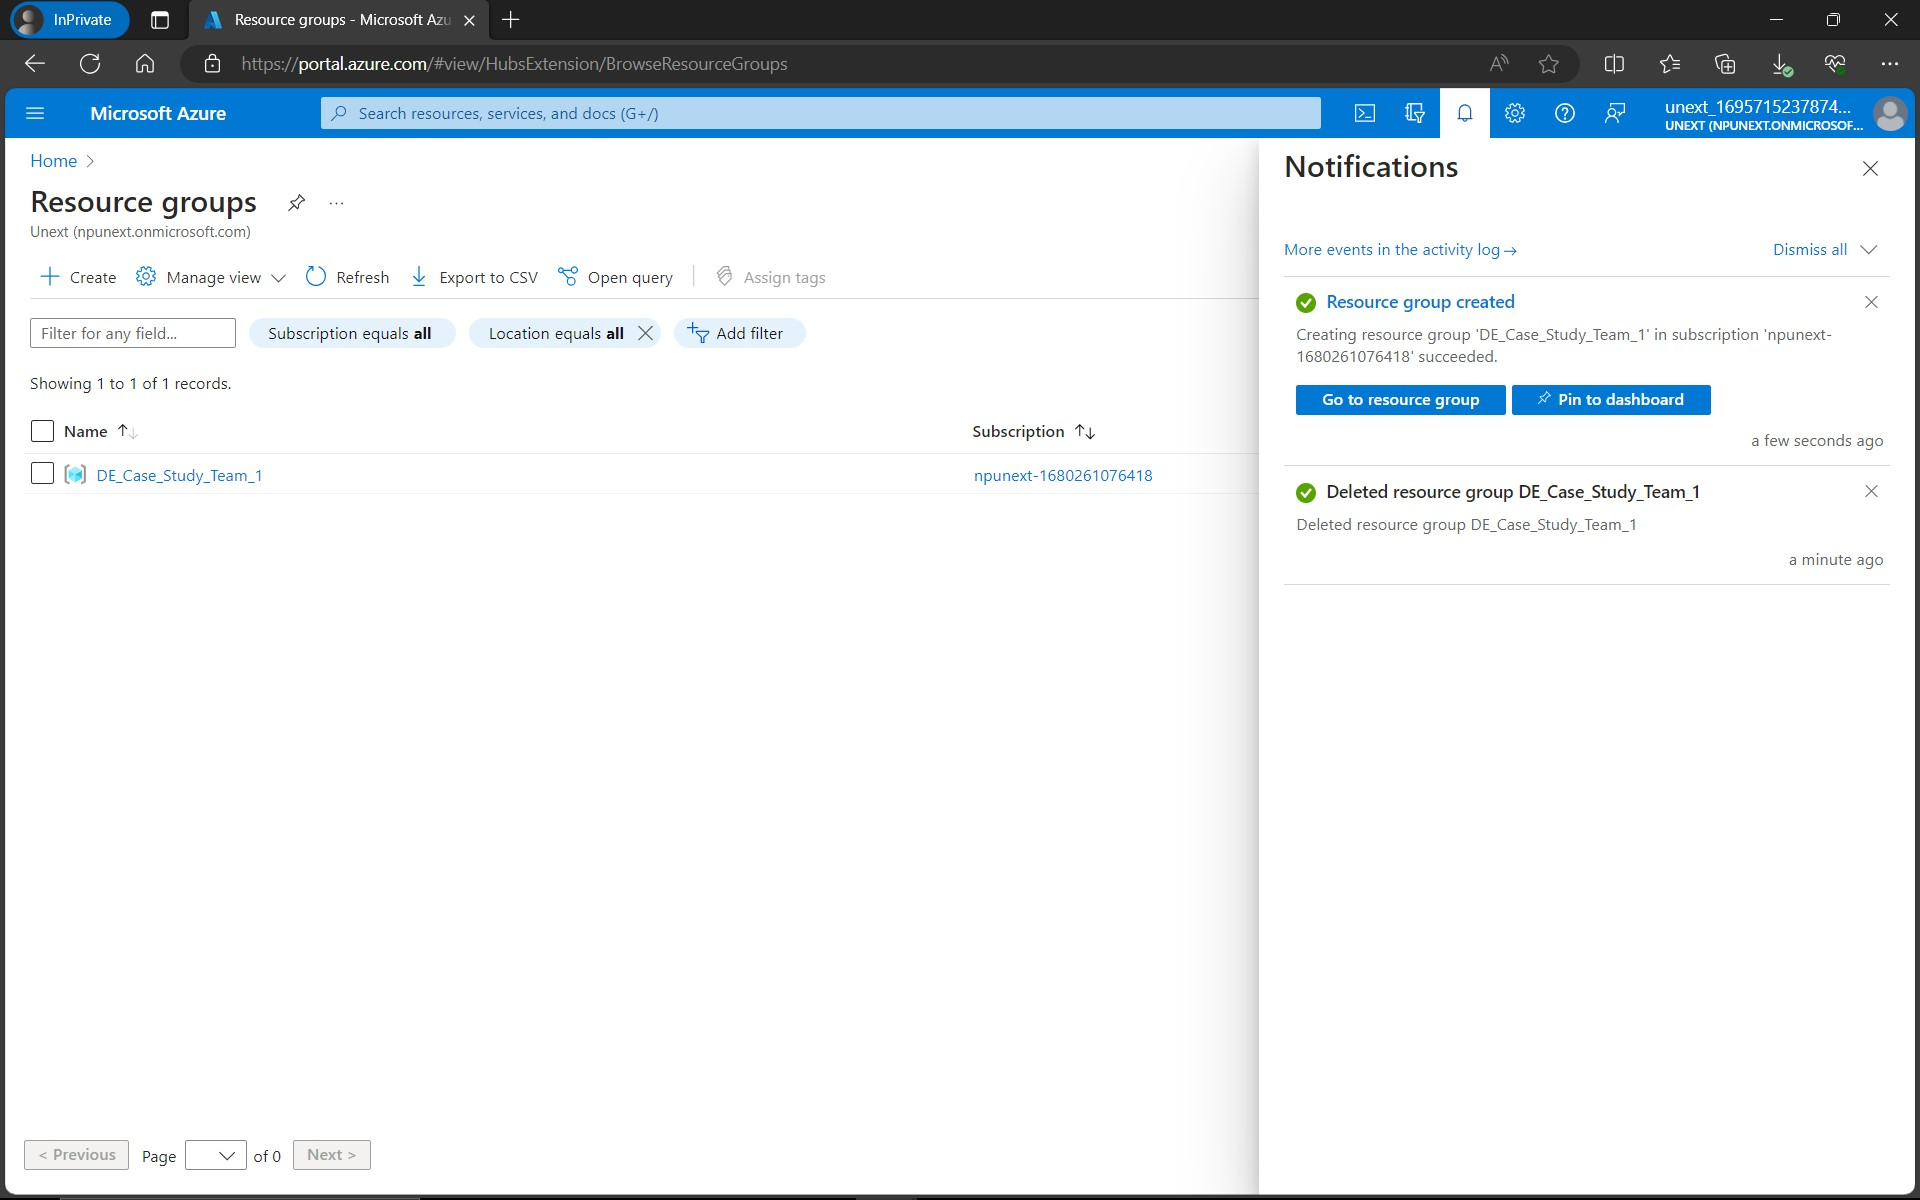 InPrivate
Resource groups - Microsoft Azu
https://portal.azure.com/#view/HubsExtension/BrowseResourceGroups
Microsoft Azure
Search resources, services, and docs (G+/)
unext_1695715237874...
UNEXT (NPUNEXT.ONMICROSOF...
Home
Resource groups
Unext (npunext.onmicrosoft.com)
Create
Manage view
Refresh
Export to CSV
Open query
Assign tags
Filter for any field...
Subscription equals all
Location equals all
Add filter
Showing 1 to 1 of 1 records.
Name
Subscription
DE_Case_Study_Team_1
npunext-1680261076418
< Previous
Page
of 0
Next >
Notifications
More events in the activity log→
Dismiss all
Resource group created
Creating resource group 'DE_Case_Study_Team_1' in subscription 'npunext-
1680261076418' succeeded.
Go to resource group
Pin to dashboard
a few seconds ago
Deleted resource group DE_Case_Study_Team_1
Deleted resource group DE_Case_Study_Team_1
a minute ago